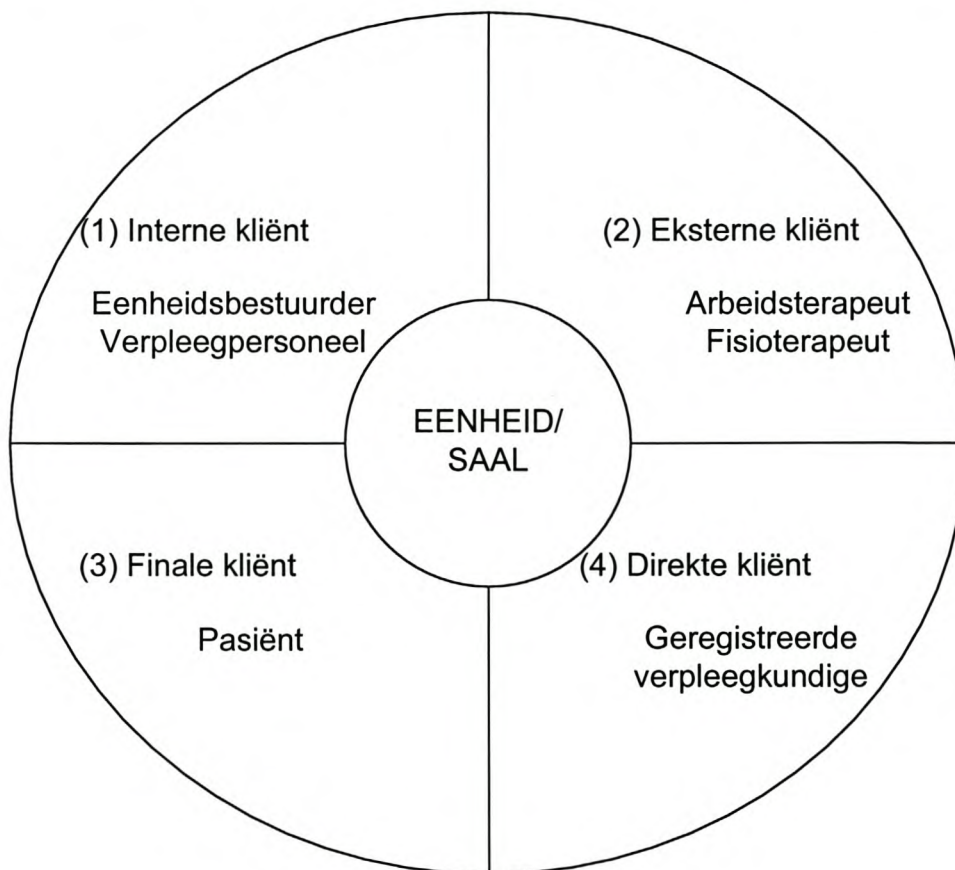 (1) Interne kliënt
Eenheidsbestuurder
Verpleegpersoneel
(2) Eksterne kliënt
Arbeidsterapeut
Fisioterapeut
EENHEID/
SAAL
(3) Finale kliënt
Pasiënt
(4) Direkte kliënt
Geregistreerde
verpleegkundige